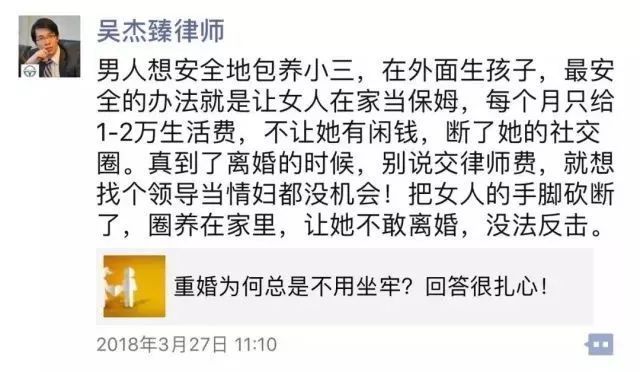 吴杰臻律师
男人想安全地包养小三，在外面生孩子，最安
全的办法就是让女人在家当保姆，每个月只给
1-2万生活费，不让她有闲钱，断了她的社交
圈。真到了离婚的时候，别说交律师费，就想
找个领导当情妇都没机会！把女人的手脚砍断
了，圈养在家里，让她不敢离婚，没法反击。
重婚为何总是不用坐牢？回答很扎心！
2018年3月27日 11:10